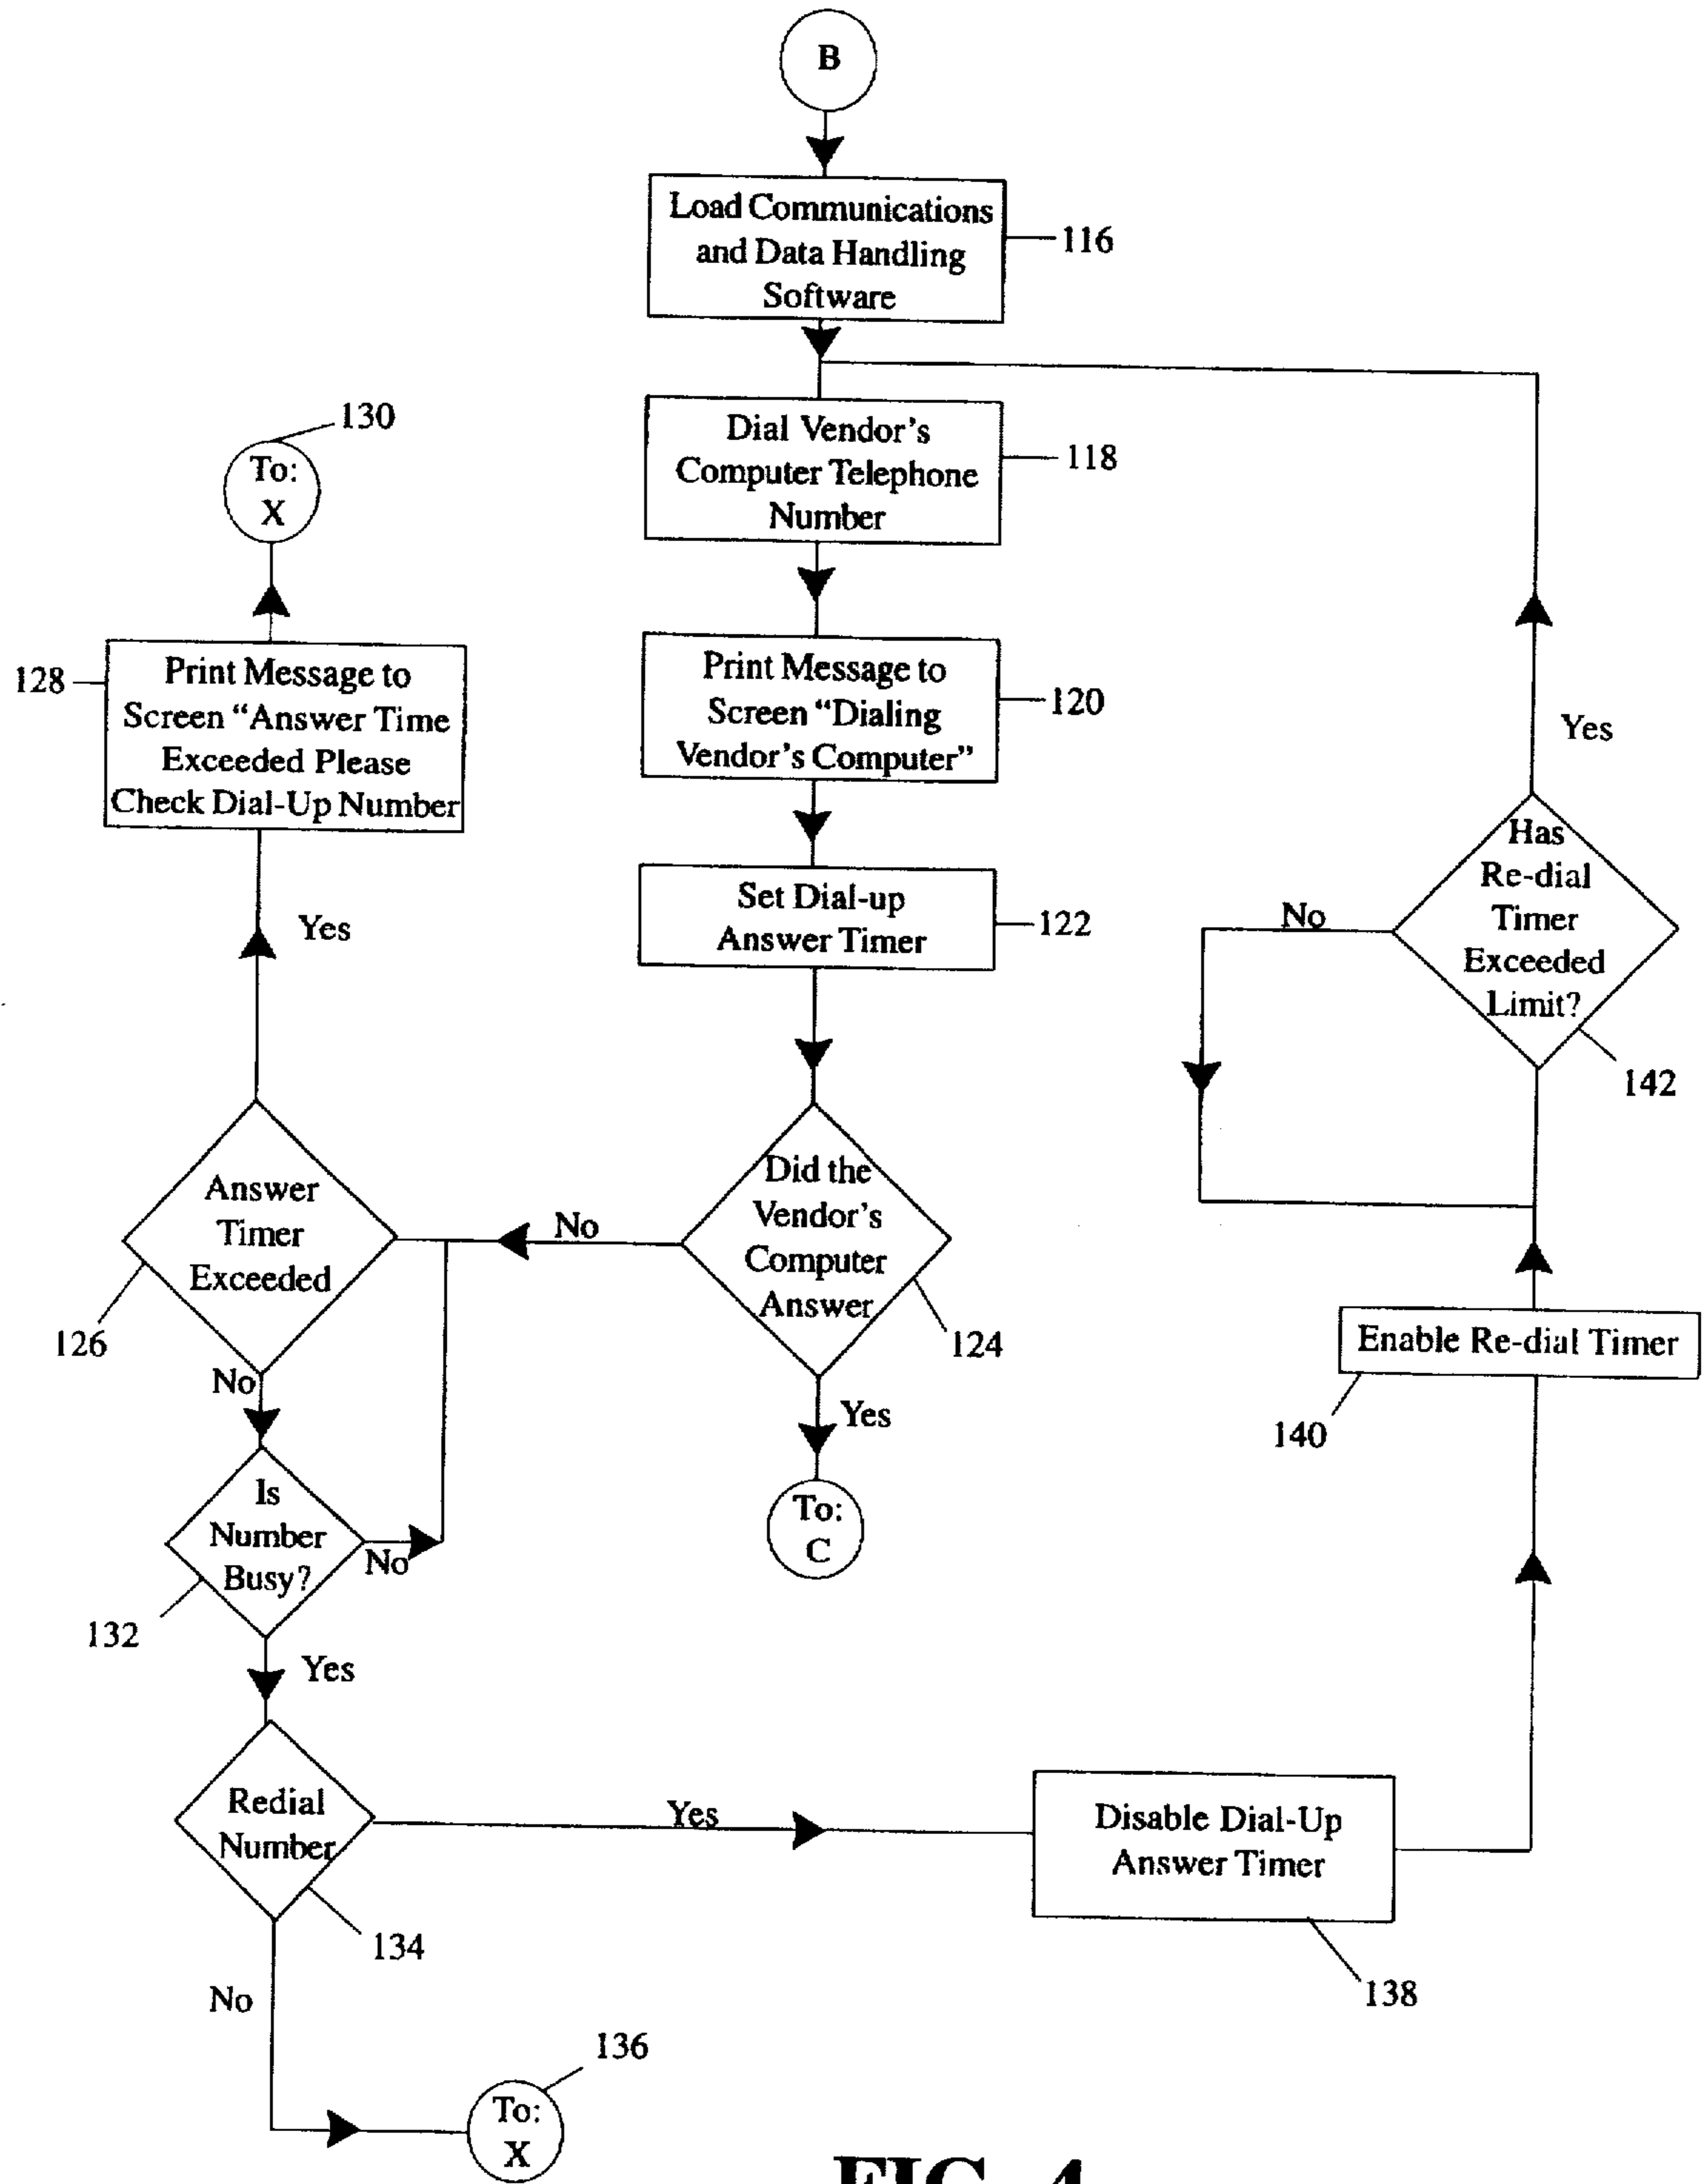 B
Load Communications
and Data Handling
Software
116
130
To:
X
Dial Vendor's
Computer Telephone
Number
118
128
Print Message to
Screen “Answer Time
Exceeded Please
Check Dial-Up Number
Print Message to
Screen “Dialing
Vendor's Computer”
120
Yes
Yes
Set Dial-up
Answer Timer
122
Has
Re-dial
Timer
Exceeded
Limit?
No
142
Answer
Timer
Exceeded
126
No
Did the
Vendor's
Computer
Answer
124
Enable Re-dial Timer
140
No
Yes
Is
Number
Busy?
No
132
To:
C
Yes
Redial
Number
134
Yes
Disable Dial-Up
Answer Timer
138
No
136
To:
X
FIG. 4